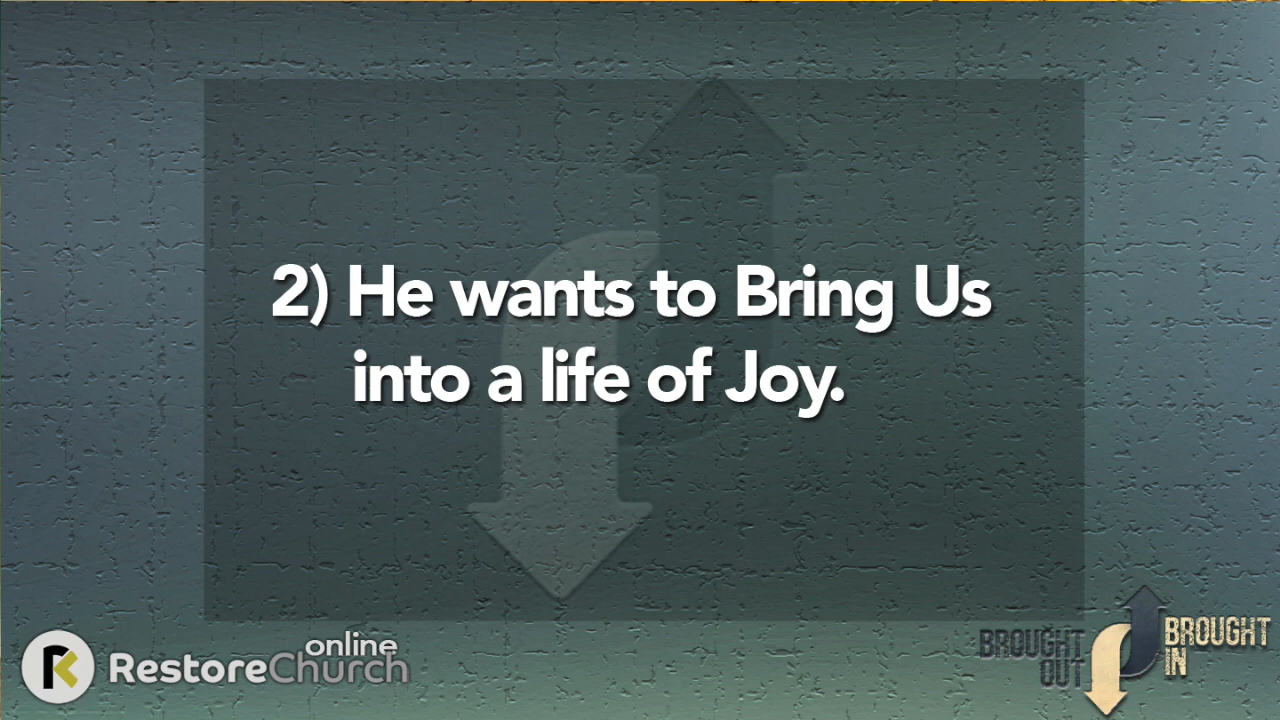 2) He wants to Bring Us
into a life of Joy.
online
RestoreChurch
BROUGHT
OUT
BROUGHT
IN